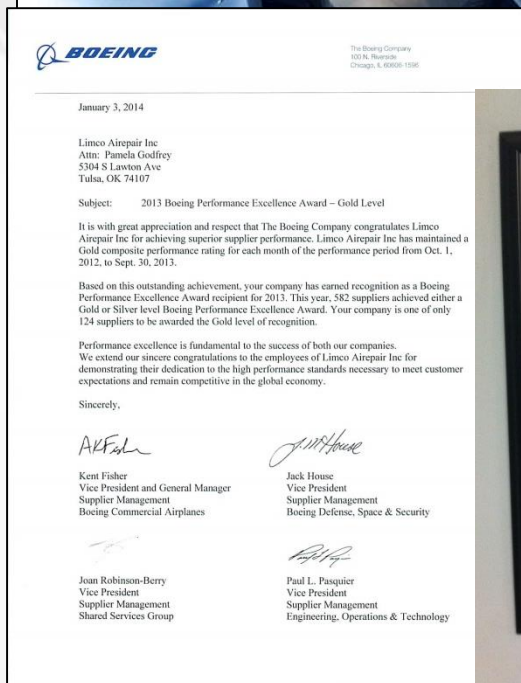 BOEING
The Boeing Company
100 N. Riverside
Chicago, IL 60606-1596
January 3, 2014
Limco Airepair Inc
Attn: Pamela Godfrey
5304 S Lawton Ave
Tulsa, OK 74107
Subject: 2013 Boeing Performance Excellence Award – Gold Level
It is with great appreciation and respect that The Boeing Company congratulates Limco
Airepair Inc for achieving superior supplier performance. Limco Airepair Inc has maintained a
Gold composite performance rating for each month of the performance period from Oct. 1,
2012, to Sept. 30, 2013.
Based on this outstanding achievement, your company has earned recognition as a Boeing
Performance Excellence Award recipient for 2013. This year, 582 suppliers achieved either a
Gold or Silver level Boeing Performance Excellence Award. Your company is one of only
124 suppliers to be awarded the Gold level of recognition.
Performance excellence is fundamental to the success of both our companies.
We extend our sincere congratulations to the employees of Limco Airepair Inc for
demonstrating their dedication to the high performance standards necessary to meet customer
expectations and remain competitive in the global economy.
Sincerely,
Kent Fisher
Vice President and General Manager
Supplier Management
Boeing Commercial Airplanes
Jack House
Vice President
Supplier Management
Boeing Defense, Space & Security
Joan Robinson-Berry
Vice President
Supplier Management
Shared Services Group
Paul L. Pasquier
Vice President
Supplier Management
Engineering, Operations & Technology